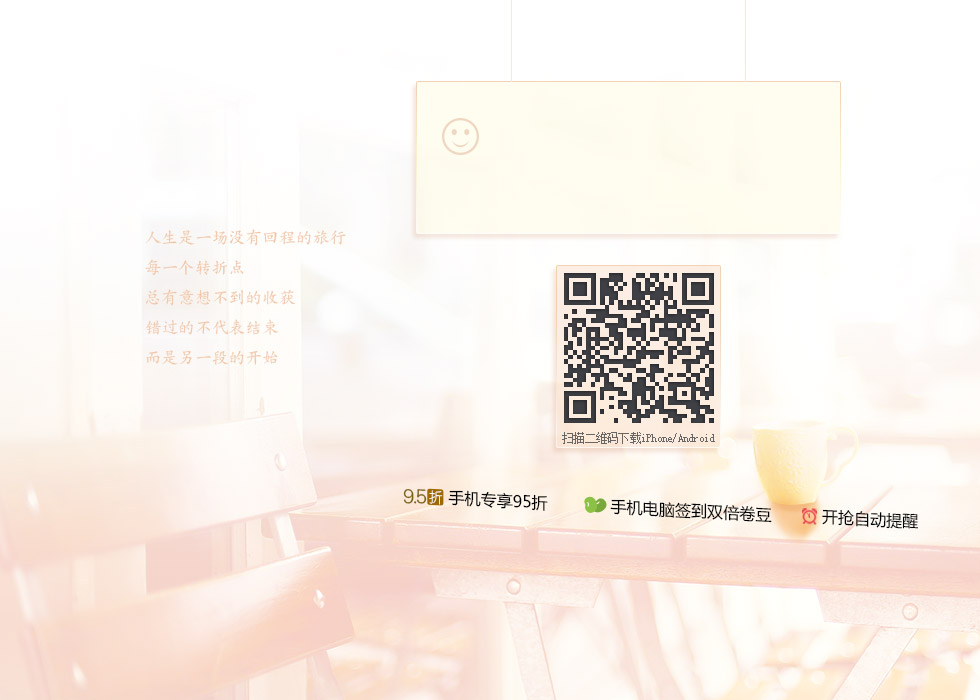 人生是一场没有回程的旅行
每一个转折点
总有意想不到的收获
错过的不代表结束
而是另一段的开始
扫描二维码下载iPhone/Android
9.5折 手机专享95折
手机电脑签到双倍卷豆
开抢自动提醒